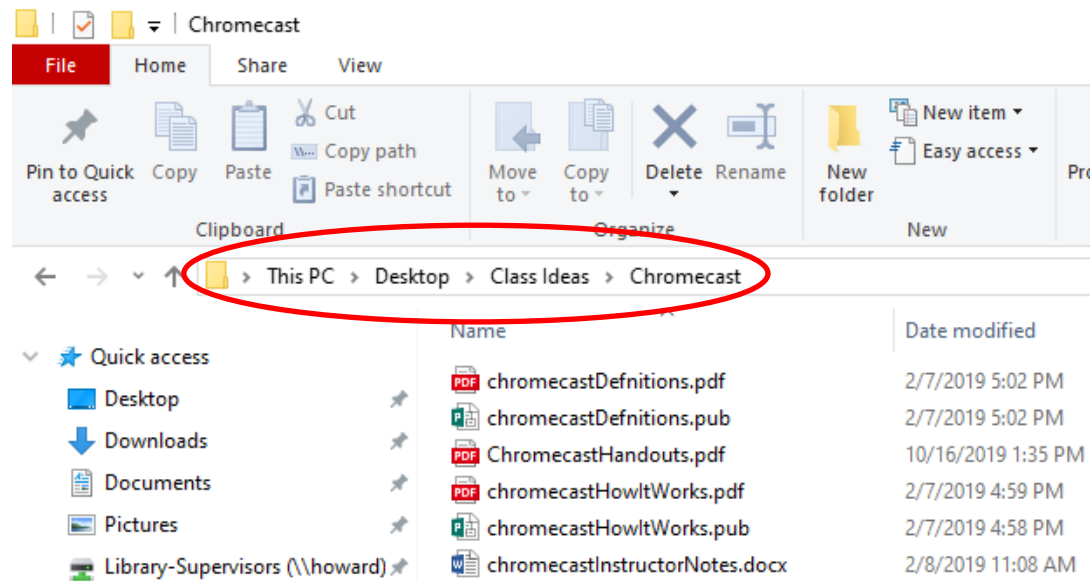 Chromecast
File Home Share View
Pin to Quick access
Copy
Paste
Cut
Copy path
Paste shortcut
Move to
Copy to
Delete
Rename
New folder
New item
Easy access
Clipboard Organize New
This PC > Desktop > Class Ideas > Chromecast
Name Date modified
Quick access
Desktop
Downloads
Documents
Pictures
Library-Supervisors (\\howard)
chromecastDefnitions.pdf 2/7/2019 5:02 PM
chromecastDefnitions.pub 2/7/2019 5:02 PM
ChromecastHandouts.pdf 10/16/2019 1:35 PM
chromecastHowItWorks.pdf 2/7/2019 4:59 PM
chromecastHowItWorks.pub 2/7/2019 4:58 PM
chromecastInstructorNotes.docx 2/8/2019 11:08 AM